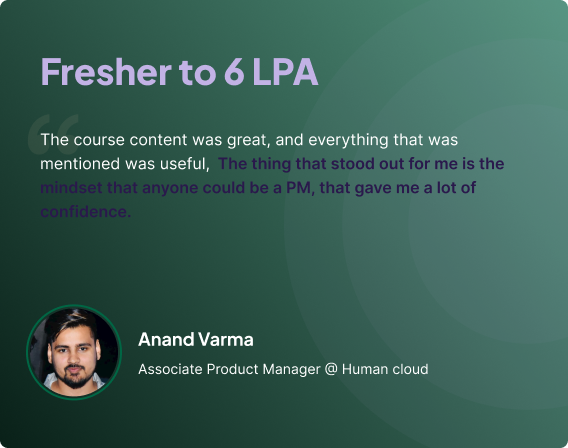 Fresher to 6 LPA
“
The course content was great, and everything that was
mentioned was useful, The thing that stood out for me is the
mindset that anyone could be a PM, that gave me a lot of
confidence.
Anand Varma
Associate Product Manager @ Human cloud